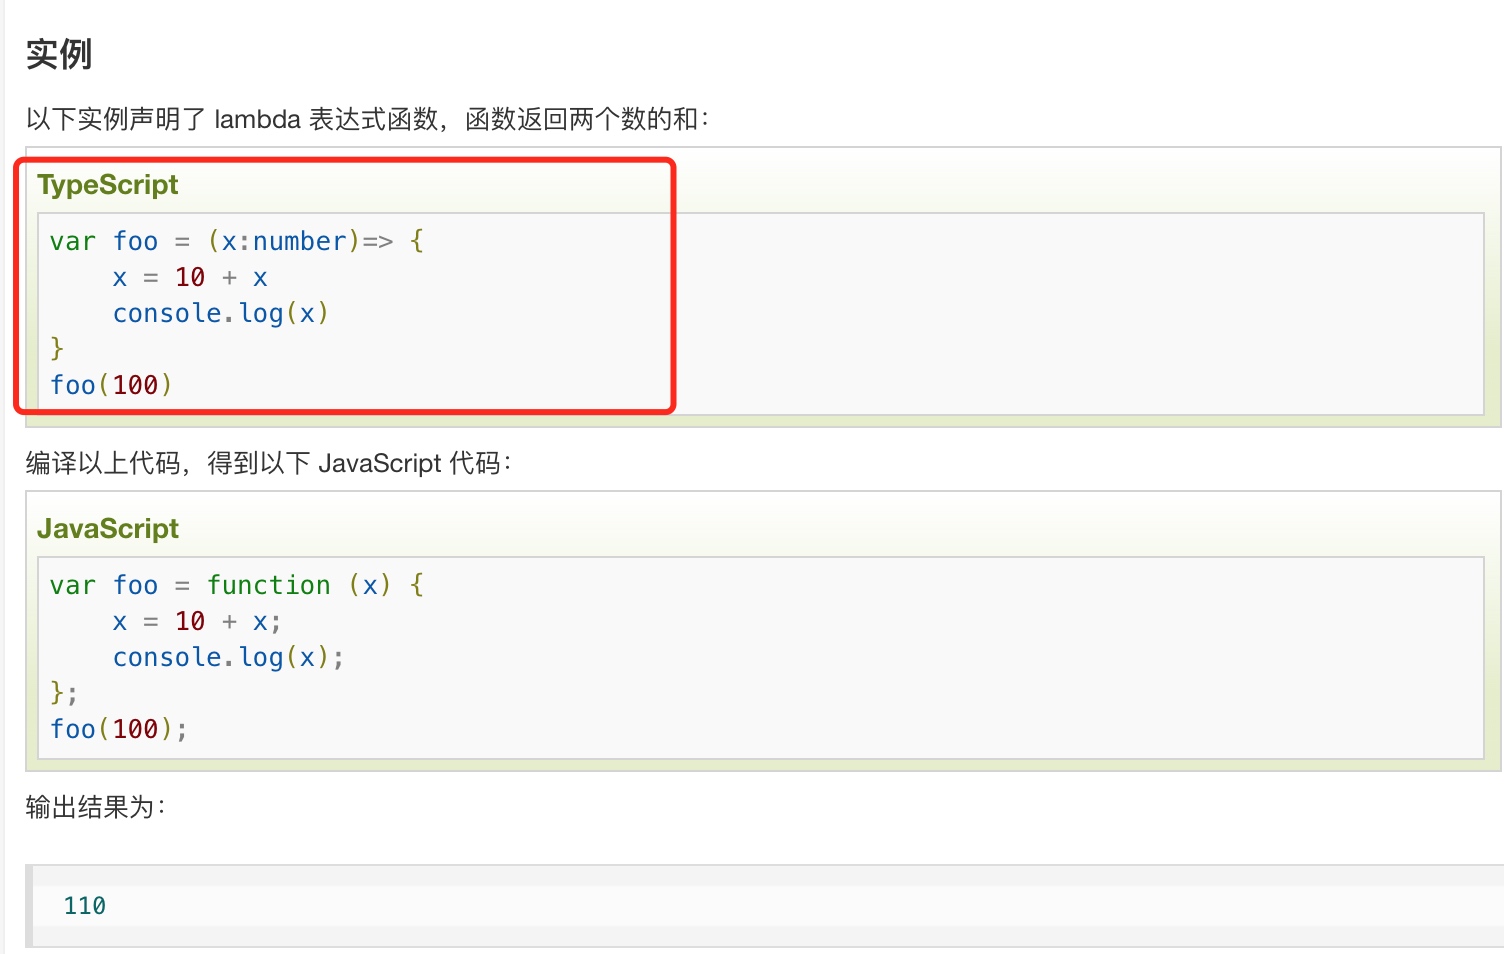 实例
以下实例声明了 lambda 表达式函数，函数返回两个数的和：
TypeScript
var foo = (x:number)=> {
    x = 10 + x
    console.log(x)
}
foo(100)
编译以上代码，得到以下 JavaScript 代码：
JavaScript
var foo = function (x) {
    x = 10 + x;
    console.log(x);
};
foo(100);
输出结果为：
110